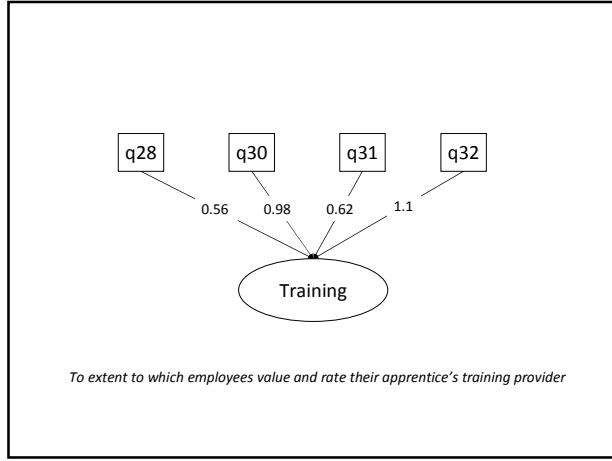 q28 q30 q31 q32
0.56 0.98 0.62 1.1
Training
To extent to which employees value and rate their apprentice's training provider